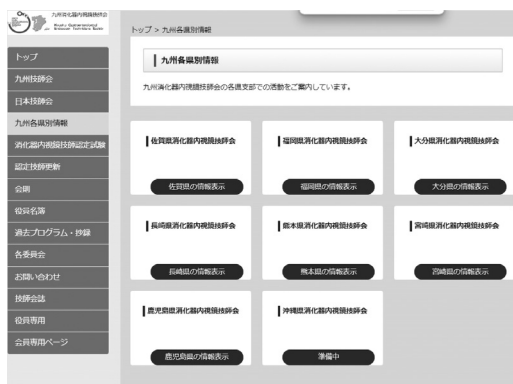 九州消化器内視鏡技師会
Kyushu Gastroenterological
Endoscopy Technicians Society
トップ
九州技師会
日本技師会
九州各県別情報
消化器内視鏡技師認定試験
認定技師更新
会則
役員名簿
過去プログラム・抄録
各委員会
お問い合わせ
技師会誌
役員専用
会員専用ページ
トップ > 九州各県別情報
九州各県別情報
九州消化器内視鏡技師会の各県支部での活動をご案内しています。
佐賀県消化器内視鏡技師会
佐賀県の情報表示
福岡県消化器内視鏡技師会
福岡県の情報表示
大分県消化器内視鏡技師会
大分県の情報表示
長崎県消化器内視鏡技師会
長崎県の情報表示
熊本県消化器内視鏡技師会
熊本県の情報表示
宮崎県消化器内視鏡技師会
宮崎県の情報表示
鹿児島県消化器内視鏡技師会
鹿児島県の情報表示
沖縄県消化器内視鏡技師会
準備中